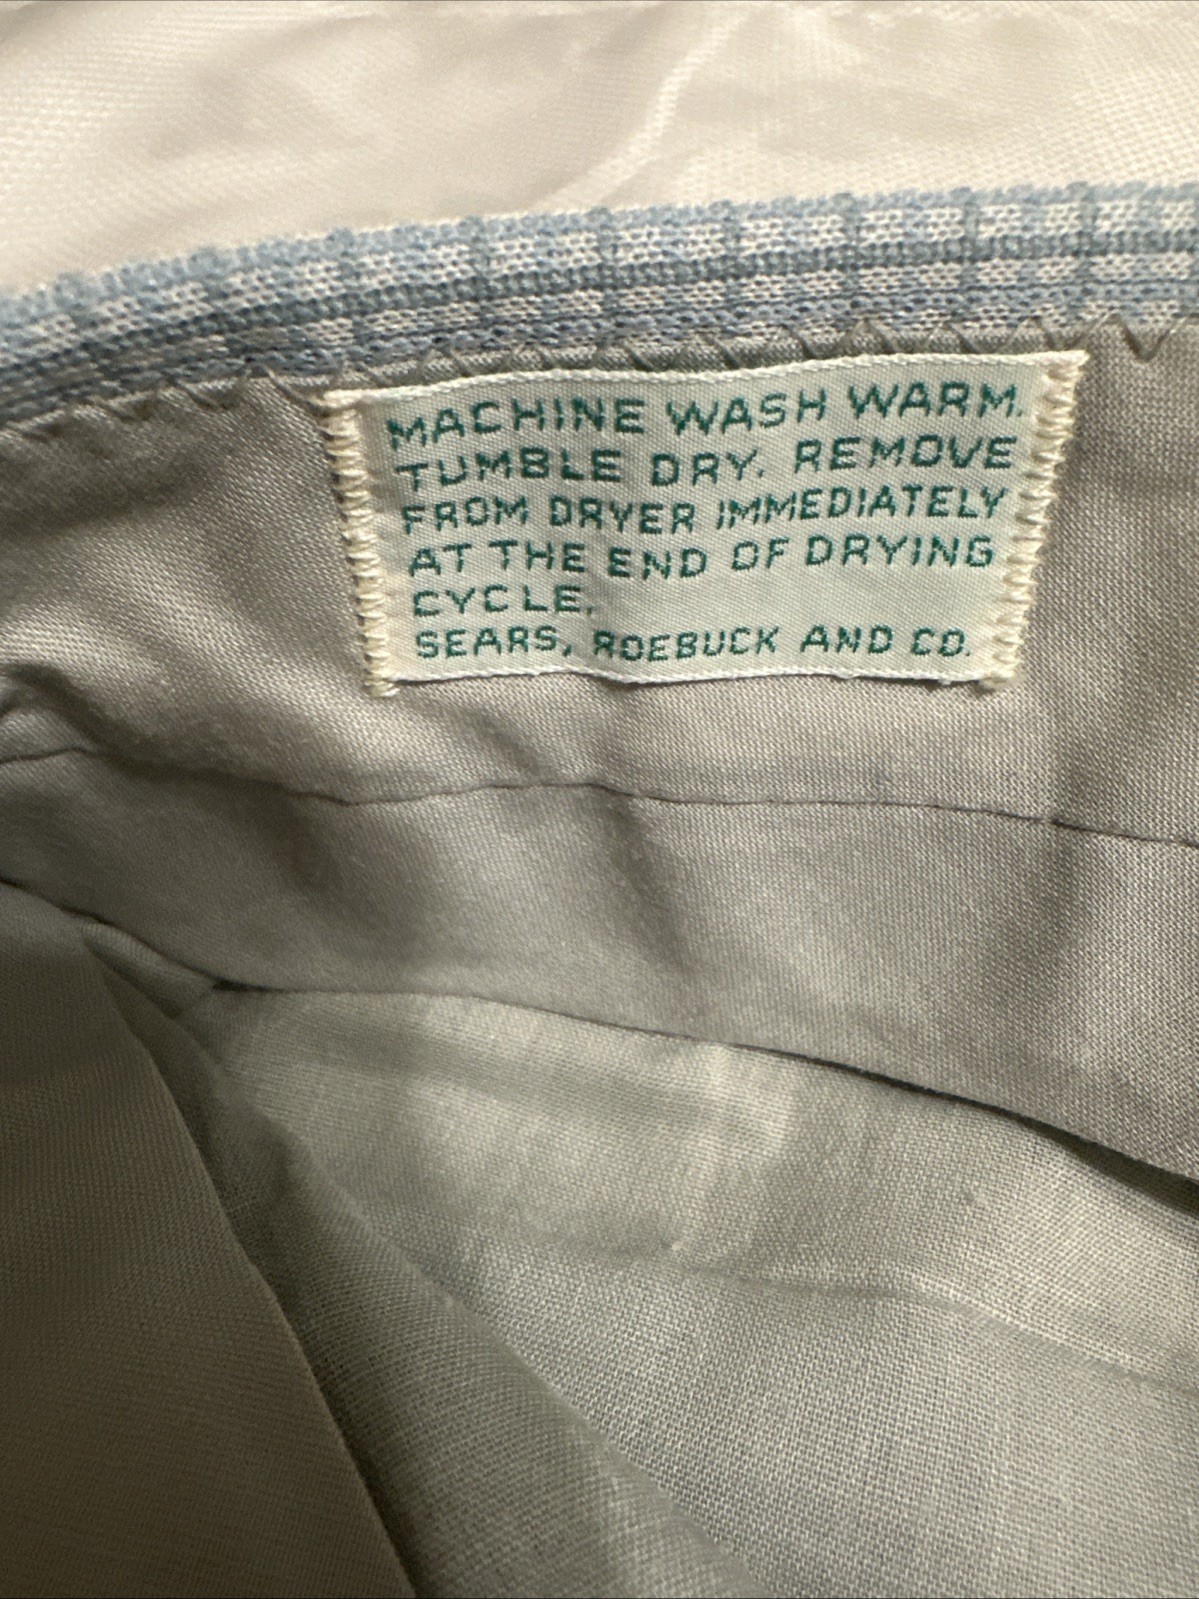 MACHINE WASH WARM.
TUMBLE DRY. REMOVE
FROM DRYER IMMEDIATELY
AT THE END OF DRYING
CYCLE.
SEARS, ROEBUCK AND CO.